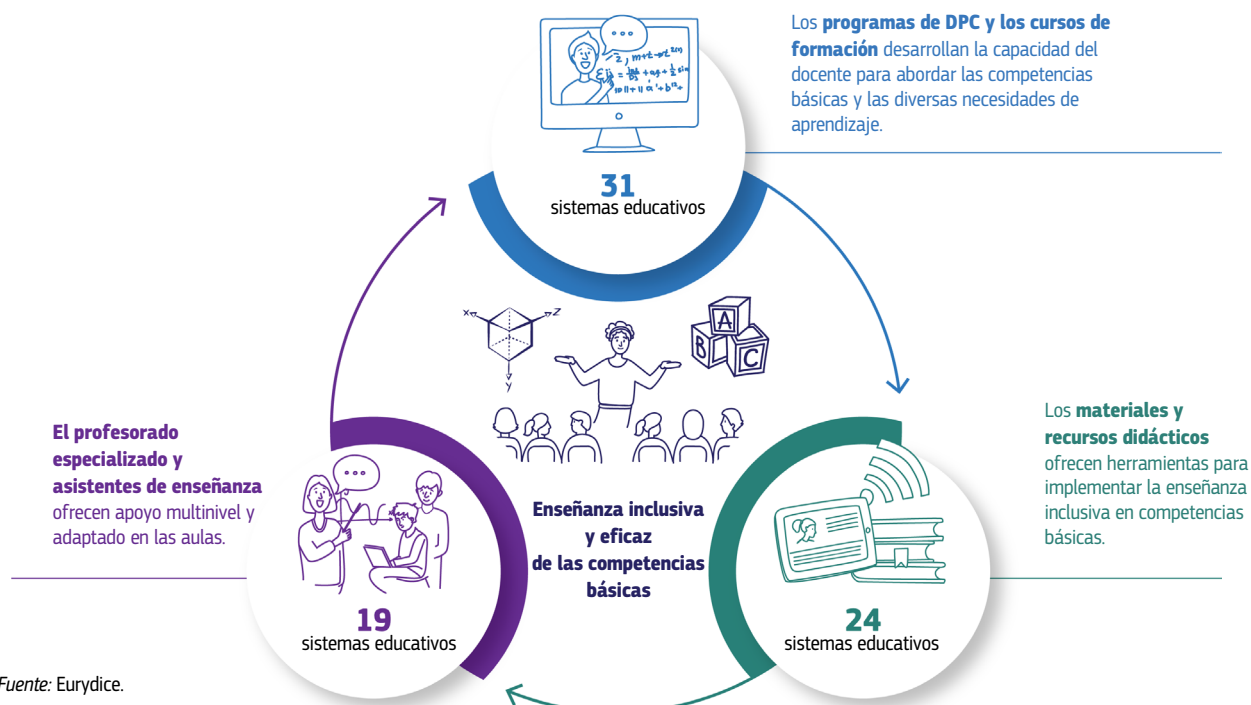 Los programas de DPC y los cursos de
formación desarrollan la capacidad del
docente para abordar las competencias
básicas y las diversas necesidades de
aprendizaje.
31
sistemas educativos
X
Z
y
A
B
C
El profesorado
especializado y
asistentes de enseñanza
ofrecen apoyo multinivel y
adaptado en las aulas.
Los materiales y
recursos didácticos
ofrecen herramientas para
implementar la enseñanza
inclusiva en competencias
básicas.
Enseñanza inclusiva
y eficaz
de las competencias
básicas
19
sistemas educativos
24
sistemas educativos
Fuente: Eurydice.